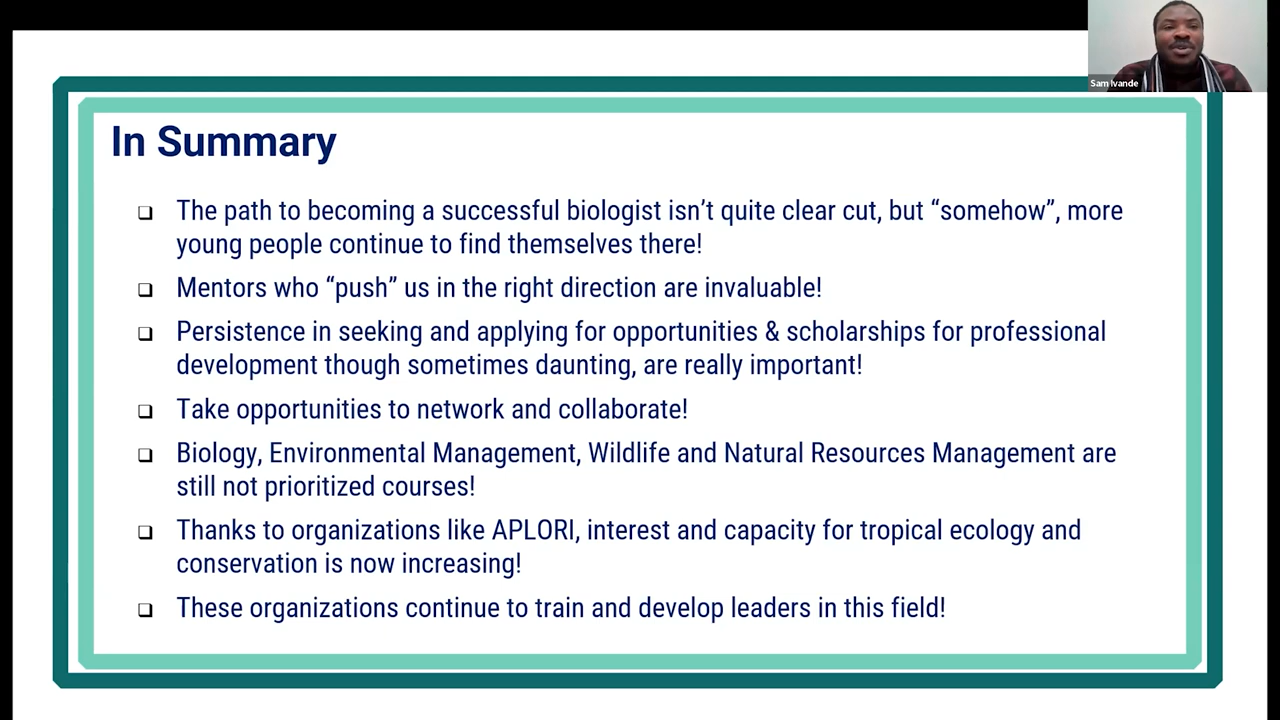 Sam Ivande
In Summary
❑ The path to becoming a successful biologist isn’t quite clear cut, but “somehow”, more
young people continue to find themselves there!
❑ Mentors who “push” us in the right direction are invaluable!
❑ Persistence in seeking and applying for opportunities & scholarships for professional
development though sometimes daunting, are really important!
❑ Take opportunities to network and collaborate!
❑ Biology, Environmental Management, Wildlife and Natural Resources Management are
still not prioritized courses!
❑ Thanks to organizations like APLORI, interest and capacity for tropical ecology and
conservation is now increasing!
❑ These organizations continue to train and develop leaders in this field!